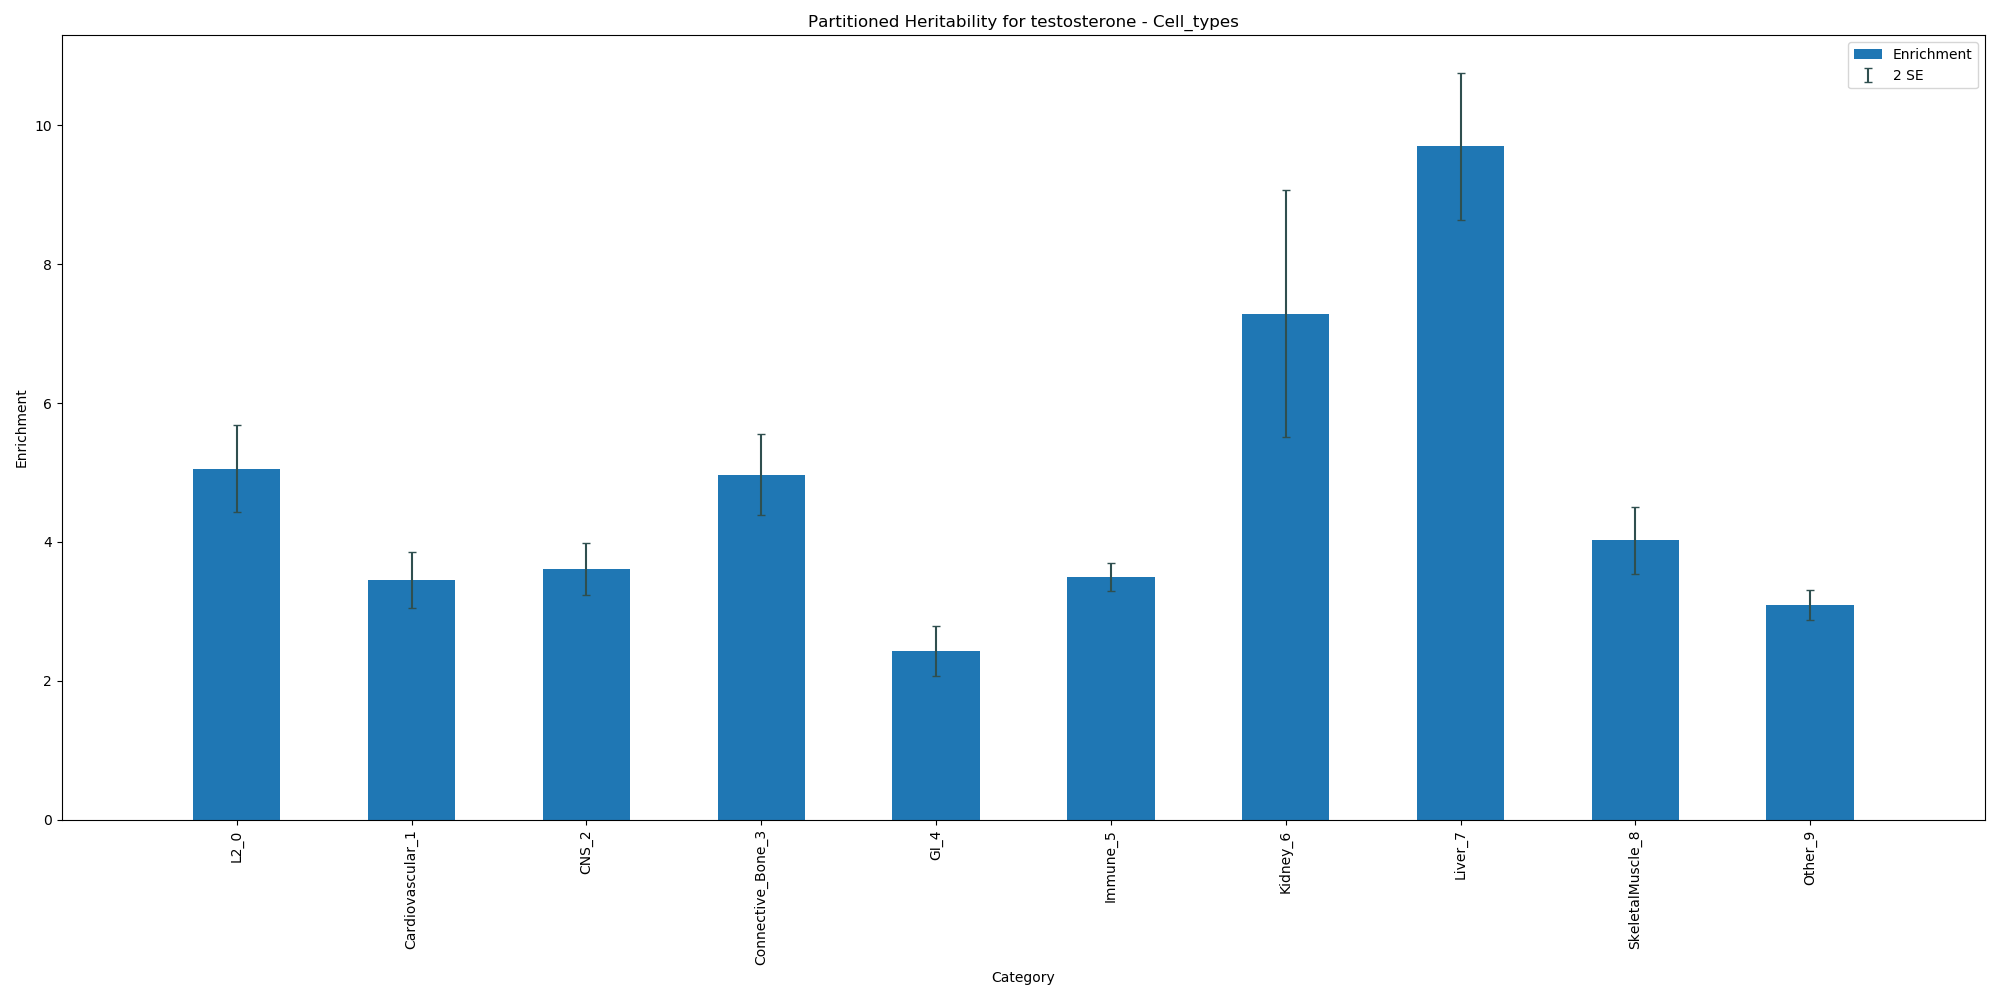 Partitioned Heritability for testosterone - Cell_types
Enrichment
2 SE
10
8
6
4
2
0
Enrichment
L2_0
Cardiovascular_1
CNS_2
Connective_Bone_3
GI_4
Immune_5
Kidney_6
Liver_7
SkeletalMuscle_8
Other_9
Category